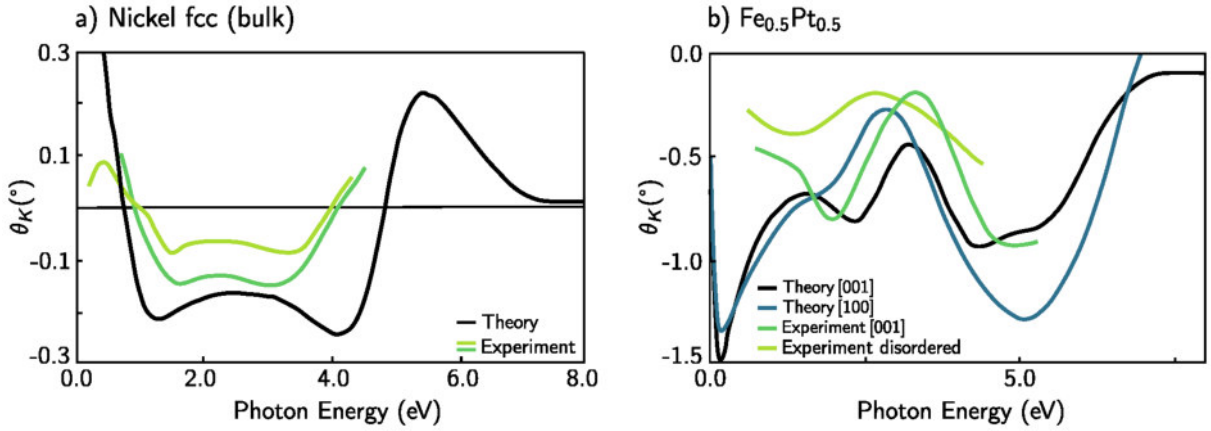 a) Nickel fcc (bulk)
0.3
0.1
-0.1
-0.3
θK(°)
0.0
2.0
4.0
6.0
8.0
Photon Energy (eV)
Theory
Experiment
b) Fe0.5Pt0.5
0.0
-0.5
-1.0
-1.5
θK(°)
0.0
5.0
Photon Energy (eV)
Theory [001]
Theory [100]
Experiment [001]
Experiment disordered